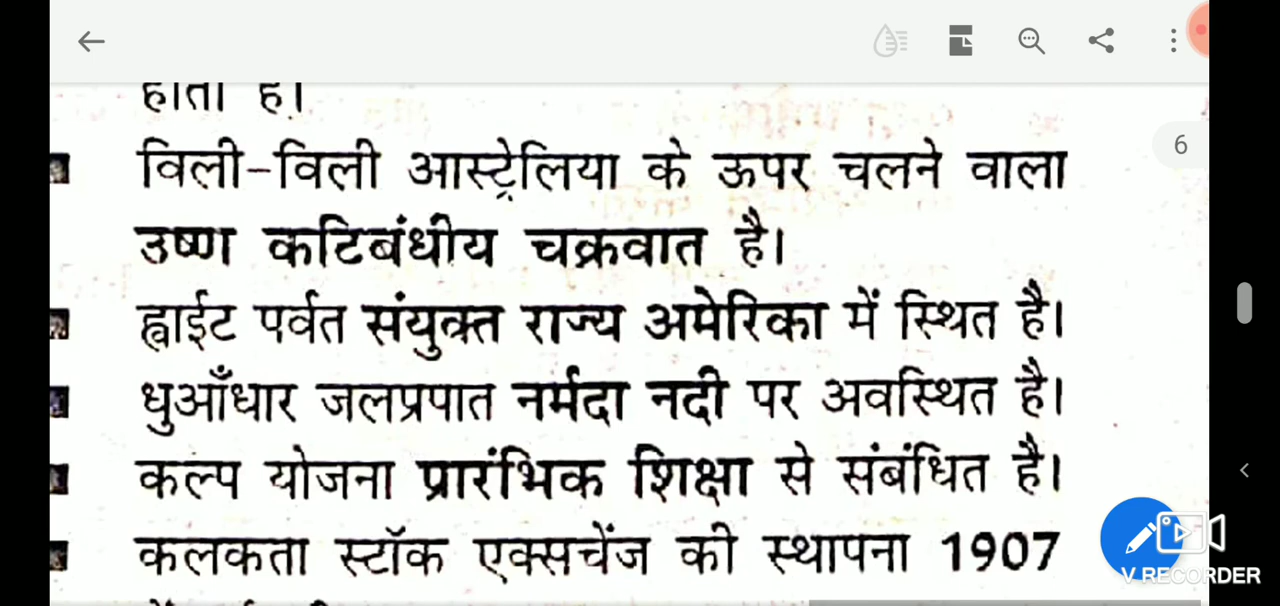 होता है।
6
विली-विली आस्ट्रेलिया के ऊपर चलने वाला
उष्ण कटिबंधीय चक्रवात है।
ह्वाईट पर्वत संयुक्त राज्य अमेरिका में स्थित है।
धुआँधार जलप्रपात नर्मदा नदी पर अवस्थित है।
कल्प योजना प्रारंभिक शिक्षा से संबंधित है।
कलकता स्टॉक एक्सचेंज की स्थापना 1907
V RECORDER